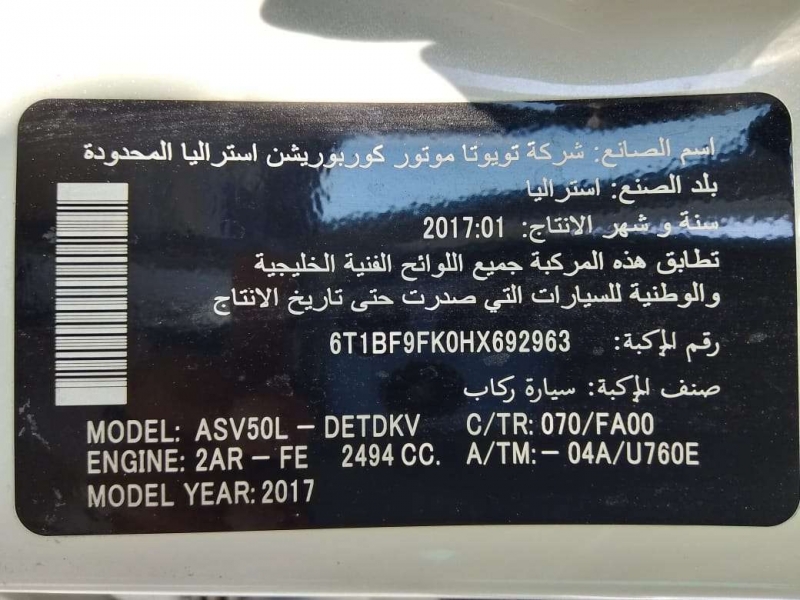 اسم الصانع: شركة تويوتا موتور كوربوريشن استراليا المحدودة
بلد الصنع: استراليا
سنة و شهر الانتاج: 2017:01
تطابق هذه المركبة جميع اللوائح الفنية الخليجية
والوطنية للسيارات التي صدرت حتى تاريخ الانتاج
رقم المركبة: 6T1BF9FK0HX692963
صنف المركبة: سيارة ركاب
MODEL: ASV50L – DETDKV C/TR: 070/FA00
ENGINE: 2AR – FE 2494 CC. A/TM:– 04A/U760E
MODEL YEAR: 2017